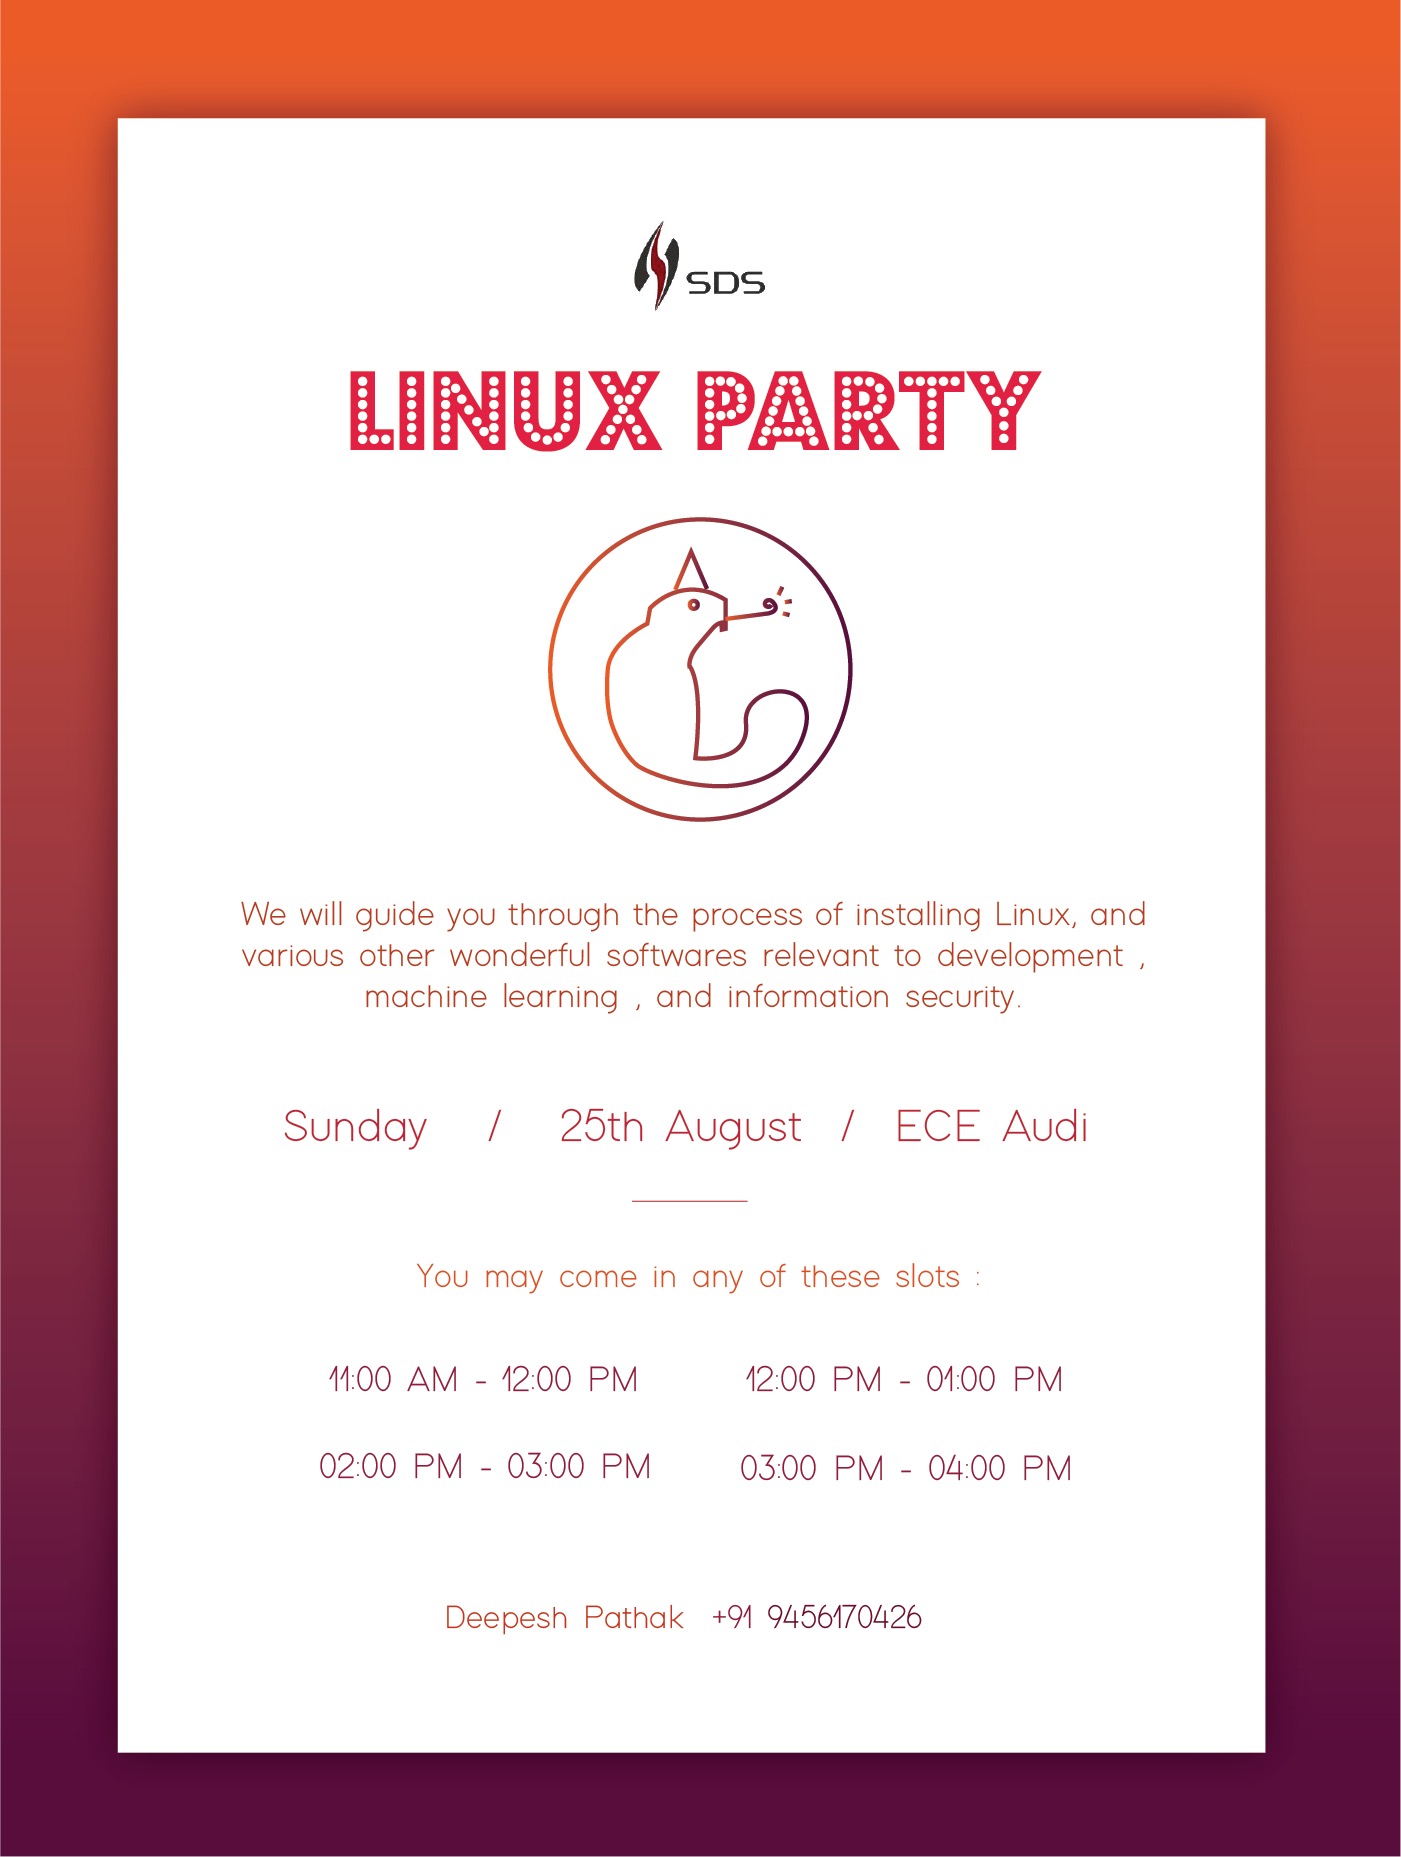 SDS
LINUX PARTY
We will guide you through the process of installing Linux, and
various other wonderful softwares relevant to development ,
machine learning , and information security.
Sunday / 25th August / ECE Audi
You may come in any of these slots :
11:00 AM - 12:00 PM 12:00 PM - 01:00 PM
02:00 PM - 03:00 PM 03:00 PM - 04:00 PM
Deepesh Pathak +91 9456170426